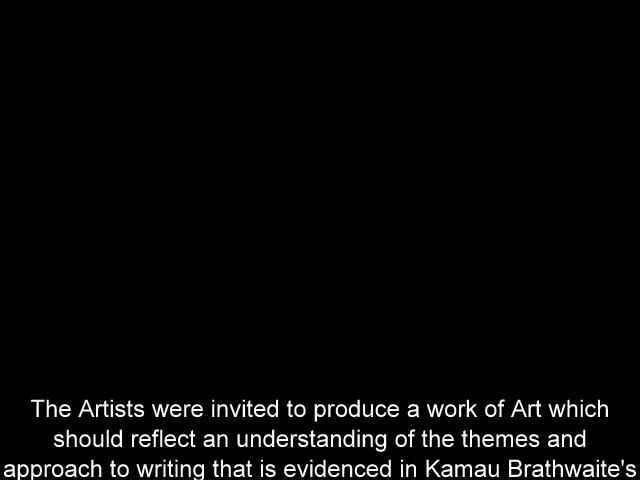 The Artists were invited to produce a work of Art which
should reflect an understanding of the themes and
approach to writing that is evidenced in Kamau Brathwaite's